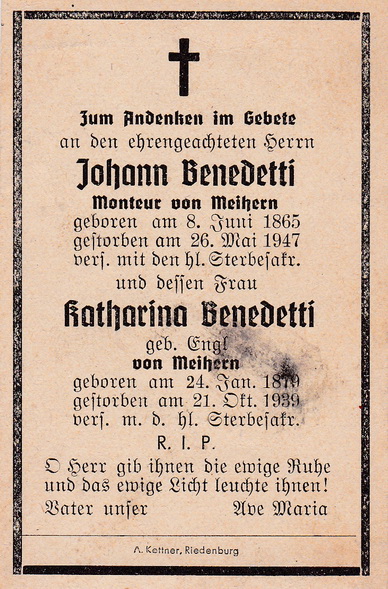 Zum Andenken im Gebete
an den ehrengeachteten Herrn
Johann Benedetti
Monteur von Meihern
geboren am 8. Juni 1865
gestorben am 26. Mai 1947
vers. mit den hl. Sterbesakr.
und dessen Frau
Katharina Benedetti
geb. Engl
von Meihern
geboren am 24. Jan. 1879
gestorben am 21. Okt. 1939
vers. m. d. hl. Sterbesakr.
R. I. P.
O Herr gib ihnen die ewige Ruhe
und das ewige Licht leuchte ihnen!
Vater unser Ave Maria
A. Kettner, Riedenburg